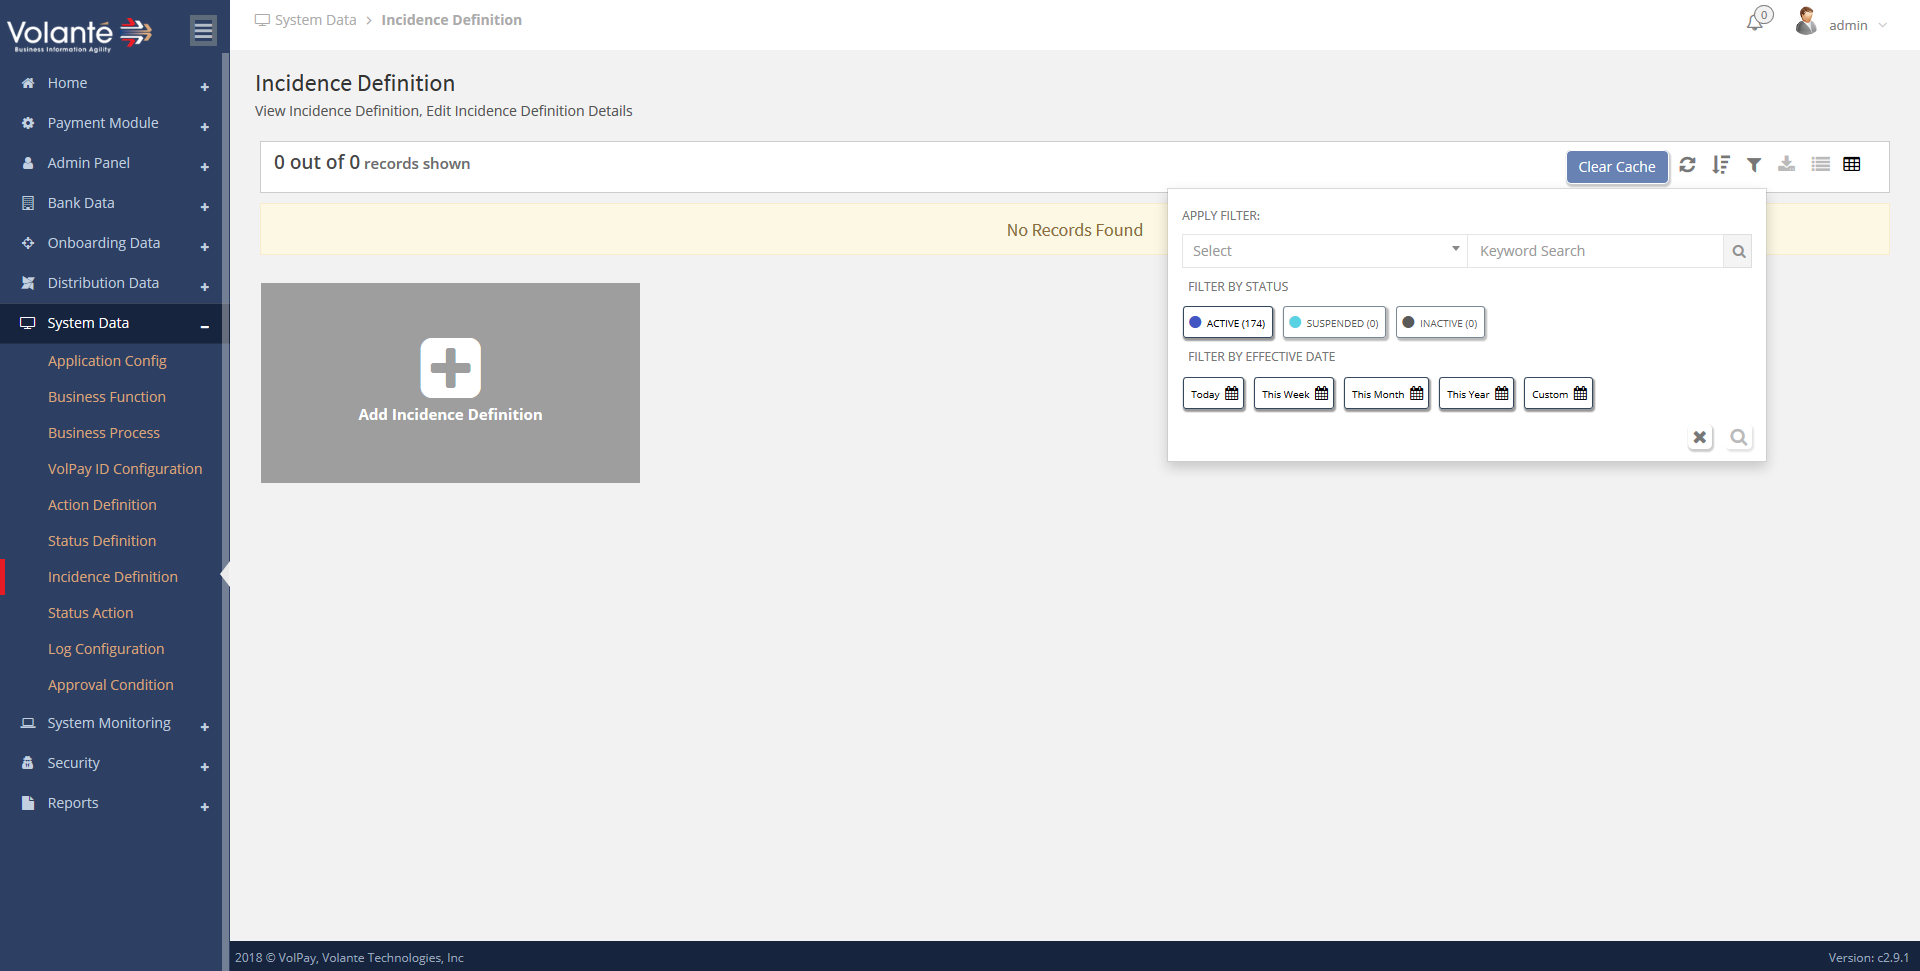 Volanté
Business Information Agility
Home
Payment Module
Admin Panel
Bank Data
Onboarding Data
Distribution Data
System Data
Application Config
Business Function
Business Process
VolPay ID Configuration
Action Definition
Status Definition
Incidence Definition
Status Action
Log Configuration
Approval Condition
System Monitoring
Security
Reports
System Data > Incidence Definition
0
admin
Incidence Definition
View Incidence Definition, Edit Incidence Definition Details
0 out of 0 records shown
Clear Cache
No Records Found
Add Incidence Definition
APPLY FILTER:
Select
Keyword Search
FILTER BY STATUS
ACTIVE (174)
SUSPENDED (0)
INACTIVE (0)
FILTER BY EFFECTIVE DATE
Today
This Week
This Month
This Year
Custom
2018 © VolPay, Volante Technologies, Inc
Version: c2.9.1